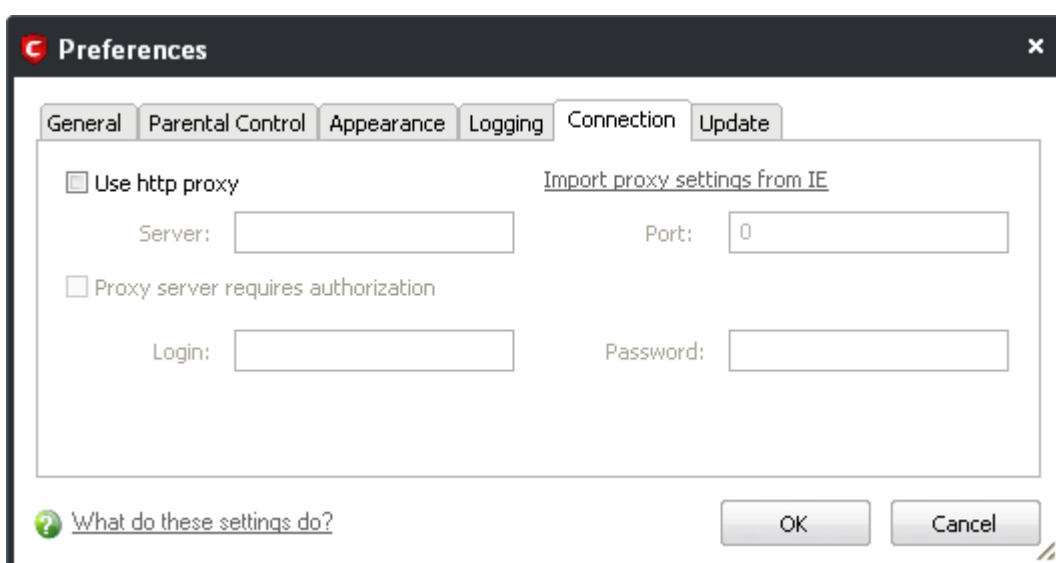 Preferences
General Parental Control Appearance Logging Connection Update
Use http proxy Import proxy settings from IE
Server: Port: 0
Proxy server requires authorization
Login: Password:
What do these settings do? OK Cancel